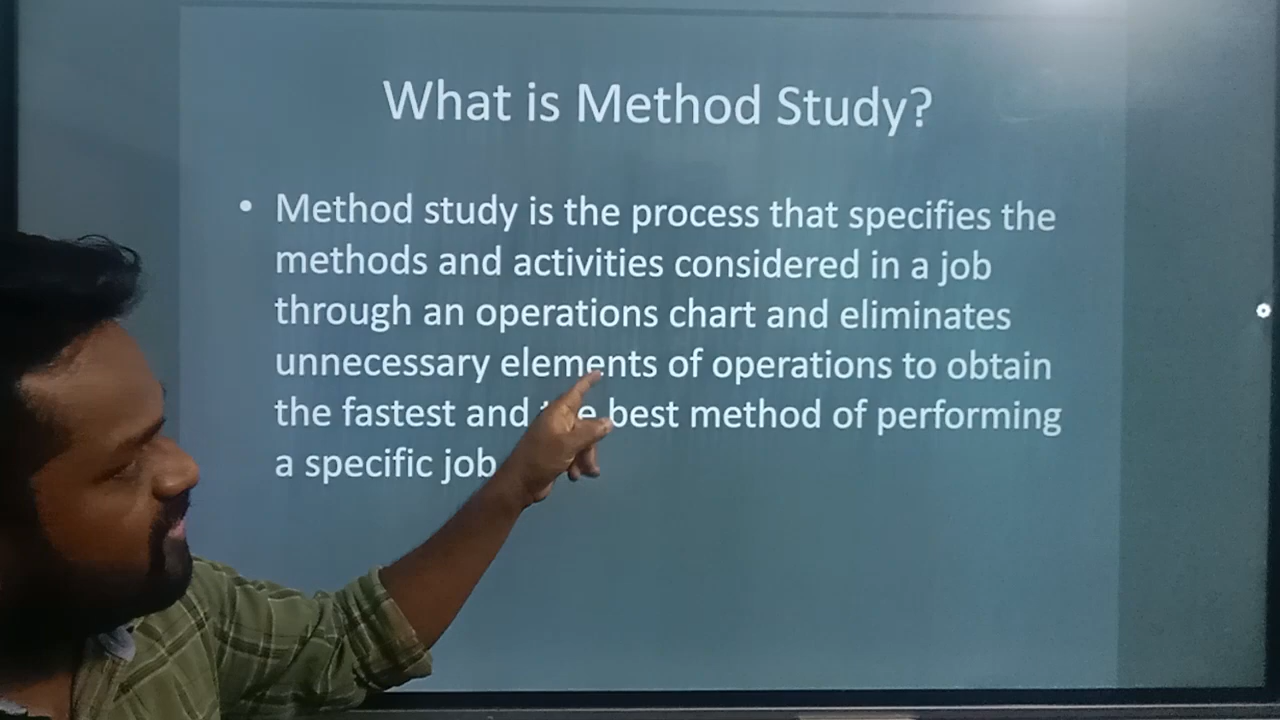 What is Method Study?
• Method study is the process that specifies the
methods and activities considered in a job
through an operations chart and eliminates
unnecessary elements of operations to obtain
the fastest and the best method of performing
a specific job